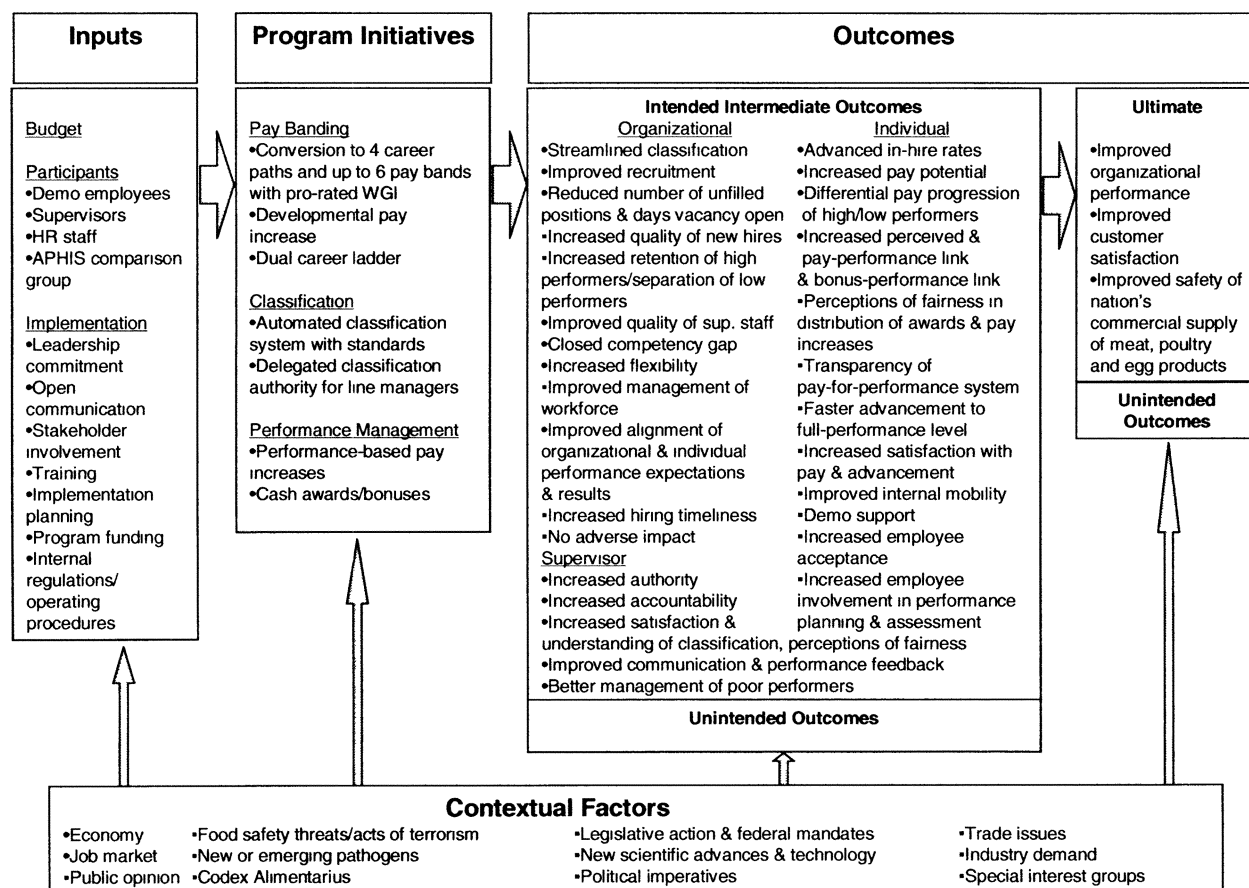 Inputs
Program Initiatives
Outcomes
Budget
Participants
•Demo employees
•Supervisors
•HR staff
•APHIS comparison
group
Implementation
•Leadership
commitment
•Open
communication
•Stakeholder
involvement
•Training
•Implementation
planning
•Program funding
•Internal
regulations/
operating
procedures
Pay Banding
•Conversion to 4 career
paths and up to 6 pay bands
with pro-rated WGI
•Developmental pay
increase
•Dual career ladder
Classification
•Automated classification
system with standards
•Delegated classification
authority for line managers
Performance Management
•Performance-based pay
increases
•Cash awards/bonuses
Intended Intermediate Outcomes
Organizational
•Streamlined classification
•Improved recruitment
•Reduced number of unfilled
positions & days vacancy open
▪Increased quality of new hires
▪Increased retention of high
performers/separation of low
performers
•Improved quality of sup. staff
•Closed competency gap
•Increased flexibility
▪Improved management of
workforce
•Improved alignment of
organizational & individual
performance expectations
& results
▪Increased hiring timeliness
▪No adverse impact
Supervisor
•Increased authority
•Increased accountability
•Increased satisfaction &
understanding of classification, perceptions of fairness
•Improved communication & performance feedback
•Better management of poor performers
Individual
•Advanced in-hire rates
•Increased pay potential
•Differential pay progression
of high/low performers
•Increased perceived &
pay-performance link
& bonus-performance link
▪Perceptions of fairness in
distribution of awards & pay
increases
▪Transparency of
pay-for-performance system
▪Faster advancement to
full-performance level
▪Increased satisfaction with
pay & advancement
▪Improved internal mobility
▪Demo support
▪Increased employee
acceptance
▪Increased employee
involvement in performance
planning & assessment
Unintended Outcomes
Ultimate
•Improved
organizational
performance
•Improved
customer
satisfaction
•Improved safety of
nation's
commercial supply
of meat, poultry
and egg products
Unintended
Outcomes
Contextual Factors
•Economy
•Job market
•Public opinion
▪Food safety threats/acts of terrorism
▪New or emerging pathogens
▪Codex Alimentarius
▪Legislative action & federal mandates
▪New scientific advances & technology
▪Political imperatives
▪Trade issues
▪Industry demand
▪Special interest groups